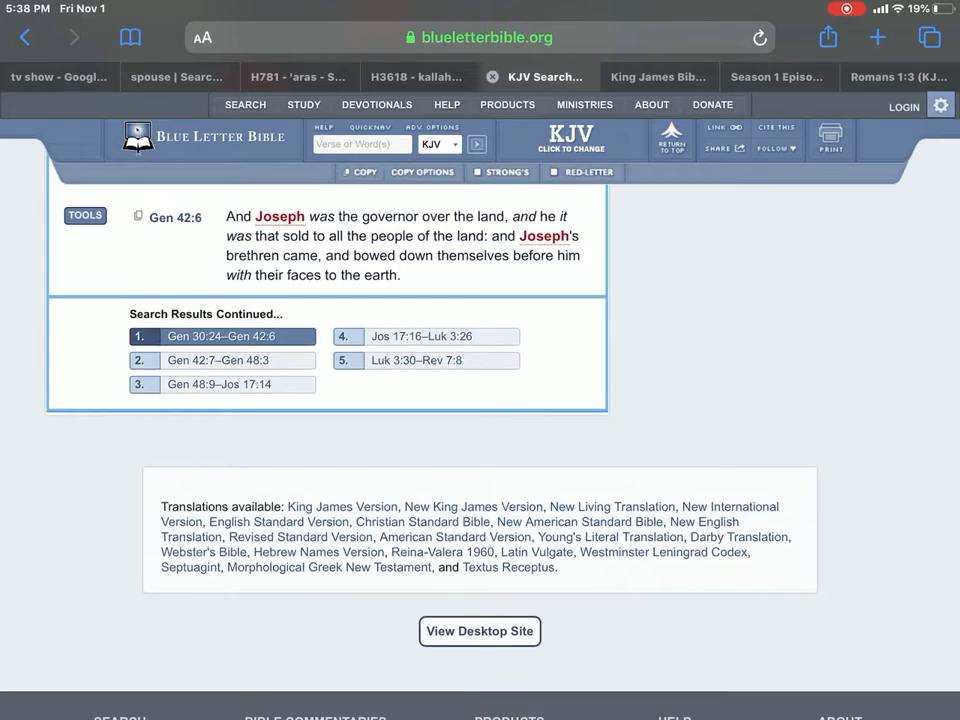 5:38 PM Fri Nov 1
19%
AA
blueletterbible.org
tv show - Googl...
spouse | Searc...
H781 - 'aras - S...
H3618 - kallah...
KJV Search...
King James Bib...
Season 1 Episo...
Romans 1:3 (KJ...
SEARCH STUDY DEVOTIONALS HELP PRODUCTS MINISTRIES ABOUT DONATE
LOGIN
BLUE LETTER BIBLE
HELP QUICKNAV ADV. OPTIONS
Verse or Word(s)
KJV
KJV
CLICK TO CHANGE
RETURN TO TOP
LINK
CITE THIS
SHARE
FOLLOW
PRINT
COPY COPY OPTIONS STRONG'S RED-LETTER
TOOLS
Gen 42:6
And Joseph was the governor over the land, and he it
was that sold to all the people of the land: and Joseph's
brethren came, and bowed down themselves before him
with their faces to the earth.
Search Results Continued...
1. Gen 30:24–Gen 42:6
4. Jos 17:16–Luk 3:26
2. Gen 42:7–Gen 48:3
5. Luk 3:30–Rev 7:8
3. Gen 48:9–Jos 17:14
Translations available: King James Version, New King James Version, New Living Translation, New International
Version, English Standard Version, Christian Standard Bible, New American Standard Bible, New English
Translation, Revised Standard Version, American Standard Version, Young's Literal Translation, Darby Translation,
Webster's Bible, Hebrew Names Version, Reina-Valera 1960, Latin Vulgate, Westminster Leningrad Codex,
Septuagint, Morphological Greek New Testament, and Textus Receptus.
View Desktop Site
SEARCH BIBLE COMMENTARIES PRODUCTS HELP ABOUT